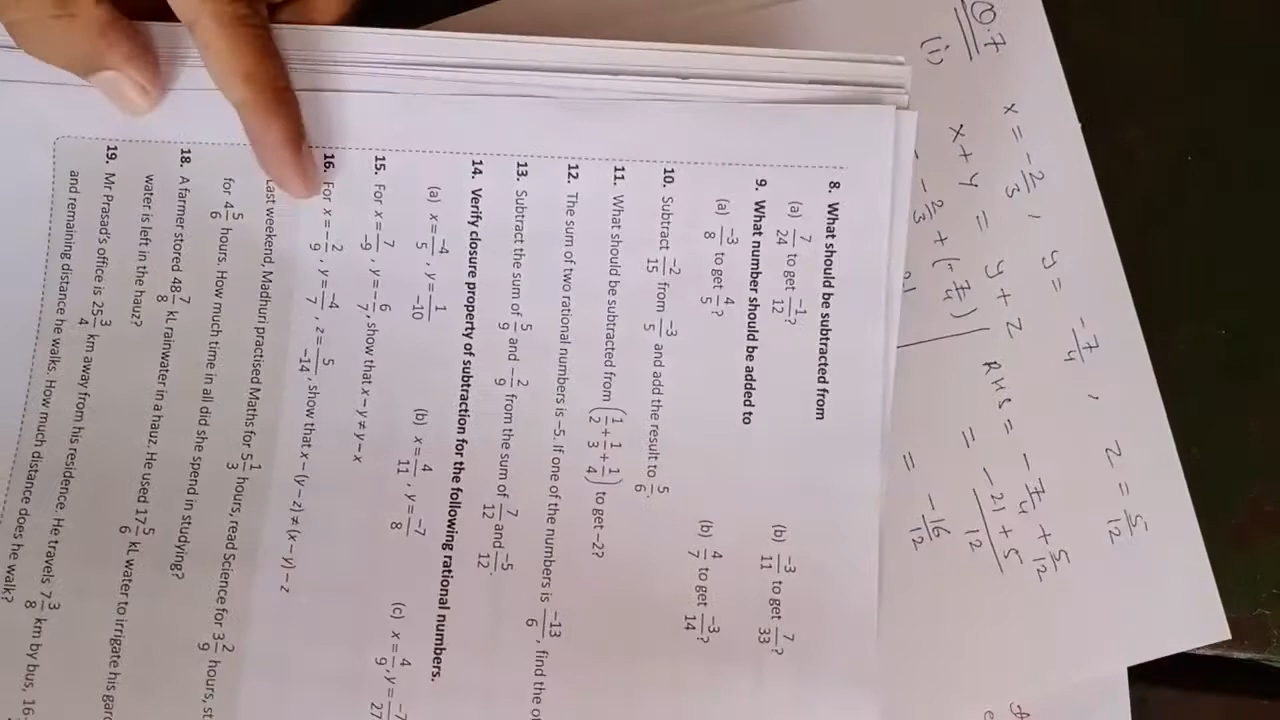 8. What should be subtracted from
(a) 7/24 to get -1/12?
(b) -3/11 to get 7/33?
9. What number should be added to
(a) -3/8 to get 4/5?
(b) 4/7 to get -3/14?
10. Subtract -2/15 from -3/5 and add the result to 5/6.
11. What should be subtracted from (1/2 + 1/3 + 1/4) to get –2?
12. The sum of two rational numbers is –5. If one of the numbers is -13/6, find the
13. Subtract the sum of 5/9 and -2/9 from the sum of 7/12 and -5/12.
14. Verify closure property of subtraction for the following rational numbers.
(a) x = -4/5, y = 1/-10
(b) x = 4/11, y = -7/8
(c) x = 4/9, y = -7/27
15. For x = 7/-9, y = -6/7, show that x – y ≠ y – x
16. For x = -2/9, y = -4/7, z = 5/-14, show that x – (y – z) ≠ (x – y) – z
Last weekend, Madhuri practised Maths for 5 1/3 hours, read Science for 3 2/9 hours,
for 4 5/6 hours. How much time in all did she spend in studying?
18. A farmer stored 48 7/8 kL rainwater in a hauz. He used 17 5/6 kL water to irrigate his
water is left in the hauz?
19. Mr Prasad's office is 25 3/4 km away from his residence. He travels 7 3/8 km by bus, 16
and remaining distance he walks. How much distance does he walk?
Q.7
x = -2/3, y = -7/4, z = 5/12
(i) x + y = y + z
-2/3 + (-7/4)
RHS = -7/4 + 5/12
= -21 + 5/12
= -16/12